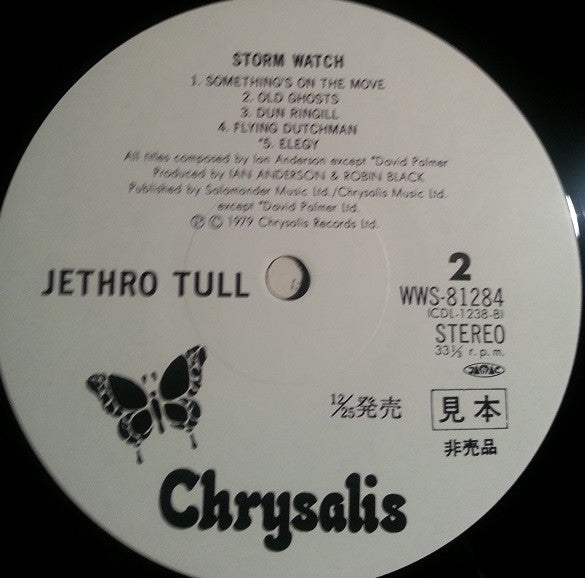 STORM WATCH
1. SOMETHING'S ON THE MOVE
2. OLD GHOSTS
3. DUN RINGILL
4. FLYING DUTCHMAN
*5. ELEGY
All titles composed by Ian Anderson except *David Palmer
Produced by IAN ANDERSON & ROBIN BLACK
Published by Salamander Music Ltd./Chrysalis Music Ltd.
except *David Palmer Ltd.
Ⓟ Ⓒ 1979 Chrysalis Records Ltd.
JETHRO TULL
2
WWS-81284
(CDL-1238-B)
STEREO
33⅓ r.p.m.
JASRAC
12/25発売
見本
非売品
Chrysalis